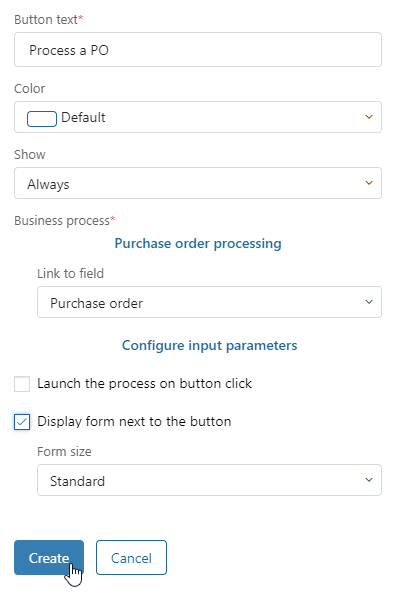 Button text*
Process a PO
Color
Default
Show
Always
Business process*
Purchase order processing
Link to field
Purchase order
Configure input parameters
Launch the process on button click
Display form next to the button
Form size
Standard
Create Cancel